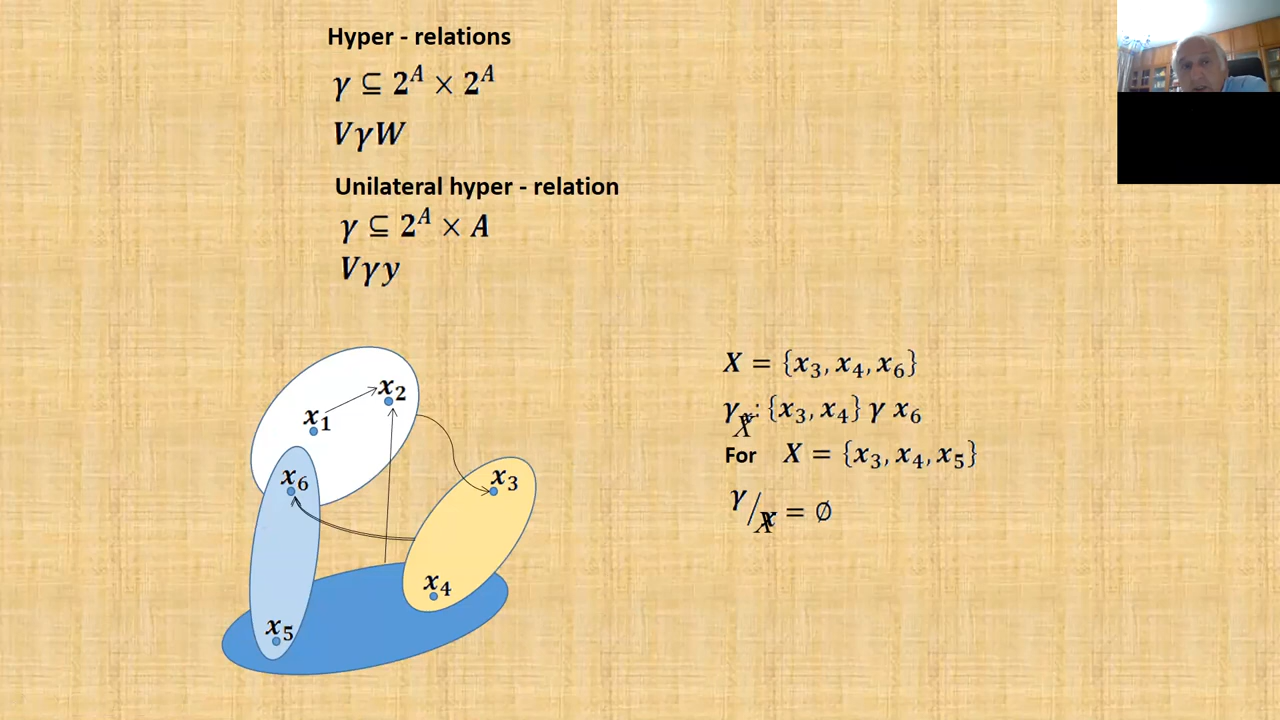 Hyper - relations
γ ⊆ 2^A × 2^A
VγW
Unilateral hyper - relation
γ ⊆ 2^A × A
Vγy
x₁
x₂
x₆
x₃
x₄
x₅
X = {x₃, x₄, x₆}
γ_X: {x₃, x₄} γ x₆
For X = {x₃, x₄, x₅}
γ/X = ∅